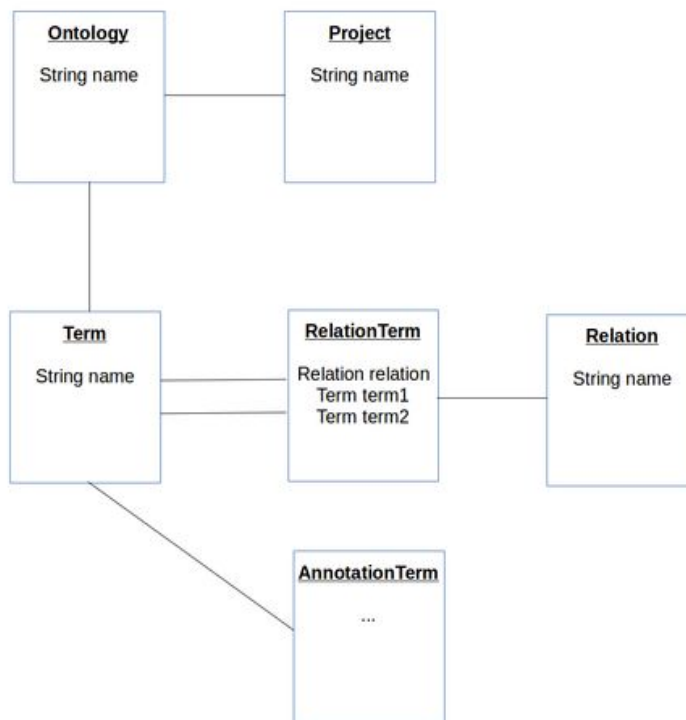 Ontology
String name
Project
String name
Term
String name
RelationTerm
Relation relation
Term term1
Term term2
Relation
String name
AnnotationTerm
...